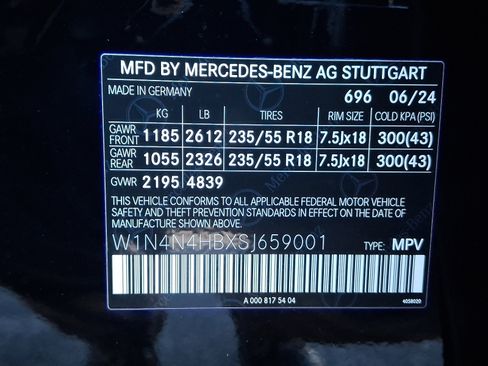 MFD BY MERCEDES-BENZ AG STUTTGART
MADE IN GERMANY 696 06/24
KG LB TIRES RIM SIZE COLD KPA (PSI)
GAWR FRONT 1185 2612 235/55 R18 7.5Jx18 300(43)
GAWR REAR 1055 2326 235/55 R18 7.5Jx18 300(43)
GVWR 2195 4839
THIS VEHICLE CONFORMS TO ALL APPLICABLE FEDERAL MOTOR VEHICLE
SAFETY AND THEFT PREVENTION STANDARDS IN EFFECT ON THE DATE OF
MANUFACTURE SHOWN ABOVE.
W1N4N4HBXSJ659001 TYPE: MPV
A 000 817 54 04 4058020